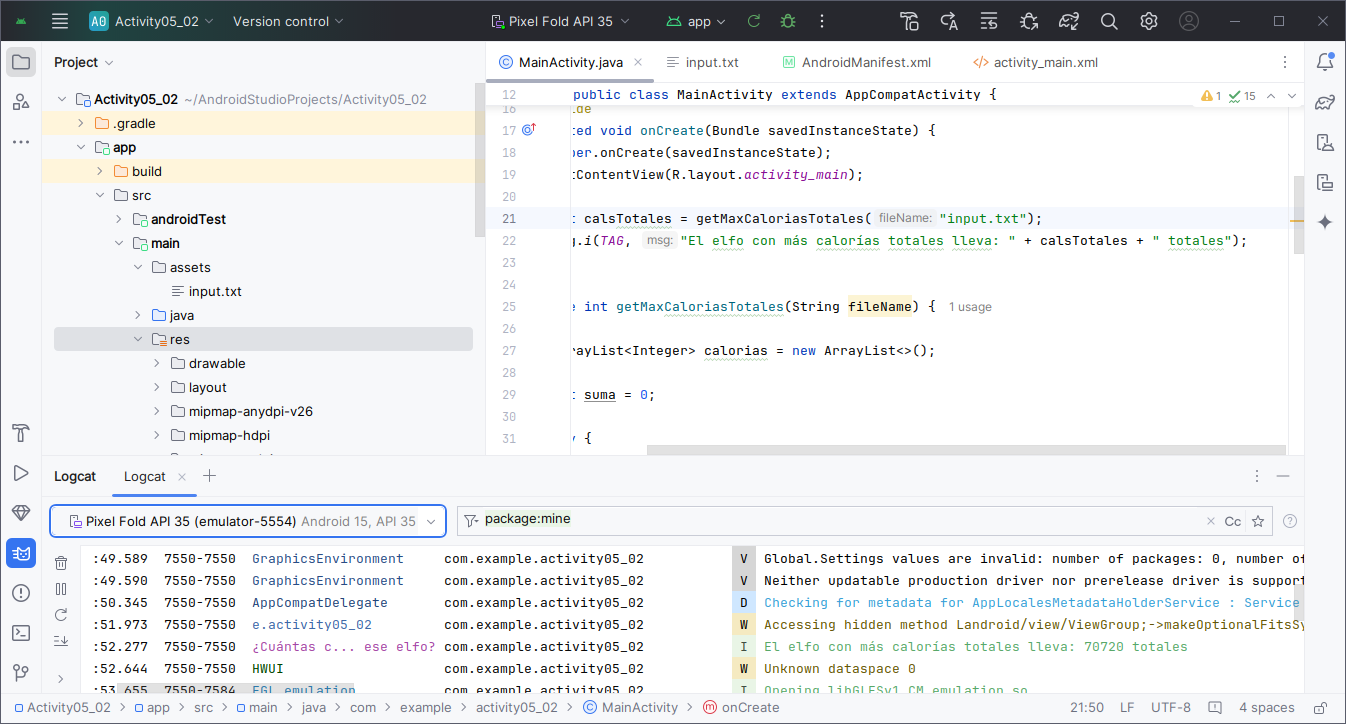 A0 Activity05_02 Version control Pixel Fold API 35 app
Project
Activity05_02 ~/AndroidStudioProjects/Activity05_02
.gradle
app
build
src
androidTest
main
assets
input.txt
java
res
drawable
layout
mipmap-anydpi-v26
mipmap-hdpi
MainActivity.java input.txt AndroidManifest.xml activity_main.xml
12 public class MainActivity extends AppCompatActivity { 1 15
16 de
17 ted void onCreate(Bundle savedInstanceState) {
18 per.onCreate(savedInstanceState);
19 tContentView(R.layout.activity_main);
20
21 t calsTotales = getMaxCaloriasTotales( fileName: "input.txt");
22 g.i(TAG, msg: "El elfo con más calorías totales lleva: " + calsTotales + " totales");
23
24
25 e int getMaxCaloriasTotales(String fileName) { 1 usage
26
27 rayList<Integer> calorias = new ArrayList<>();
28
29 t suma = 0;
30
31 y {
Logcat Logcat
Pixel Fold API 35 (emulator-5554) Android 15, API 35
package:mine Cc
:49.589 7550-7550 GraphicsEnvironment com.example.activity05_02 V Global.Settings values are invalid: number of packages: 0, number of
:49.590 7550-7550 GraphicsEnvironment com.example.activity05_02 V Neither updatable production driver nor prerelease driver is support
:50.345 7550-7550 AppCompatDelegate com.example.activity05_02 D Checking for metadata for AppLocalesMetadataHolderService : Service
:51.973 7550-7550 e.activity05_02 com.example.activity05_02 W Accessing hidden method Landroid/view/ViewGroup;->makeOptionalFitsSy
:52.277 7550-7550 ¿Cuántas c... ese elfo? com.example.activity05_02 I El elfo con más calorías totales lleva: 70720 totales
:52.644 7550-7550 HWUI com.example.activity05_02 W Unknown dataspace 0
:53.655 7550-7584 EGL_emulation com.example.activity05_02 I Opening libGLESv1_CM_emulation.so
Activity05_02 app src main java com example activity05_02 MainActivity onCreate 21:50 LF UTF-8 4 spaces